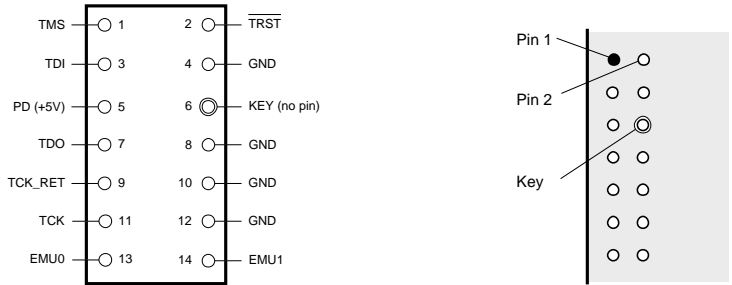 TMS 1 2 TRST
TDI 3 4 GND
PD (+5V) 5 6 KEY (no pin)
TDO 7 8 GND
TCK_RET 9 10 GND
TCK 11 12 GND
EMU0 13 14 EMU1
Pin 1
Pin 2
Key